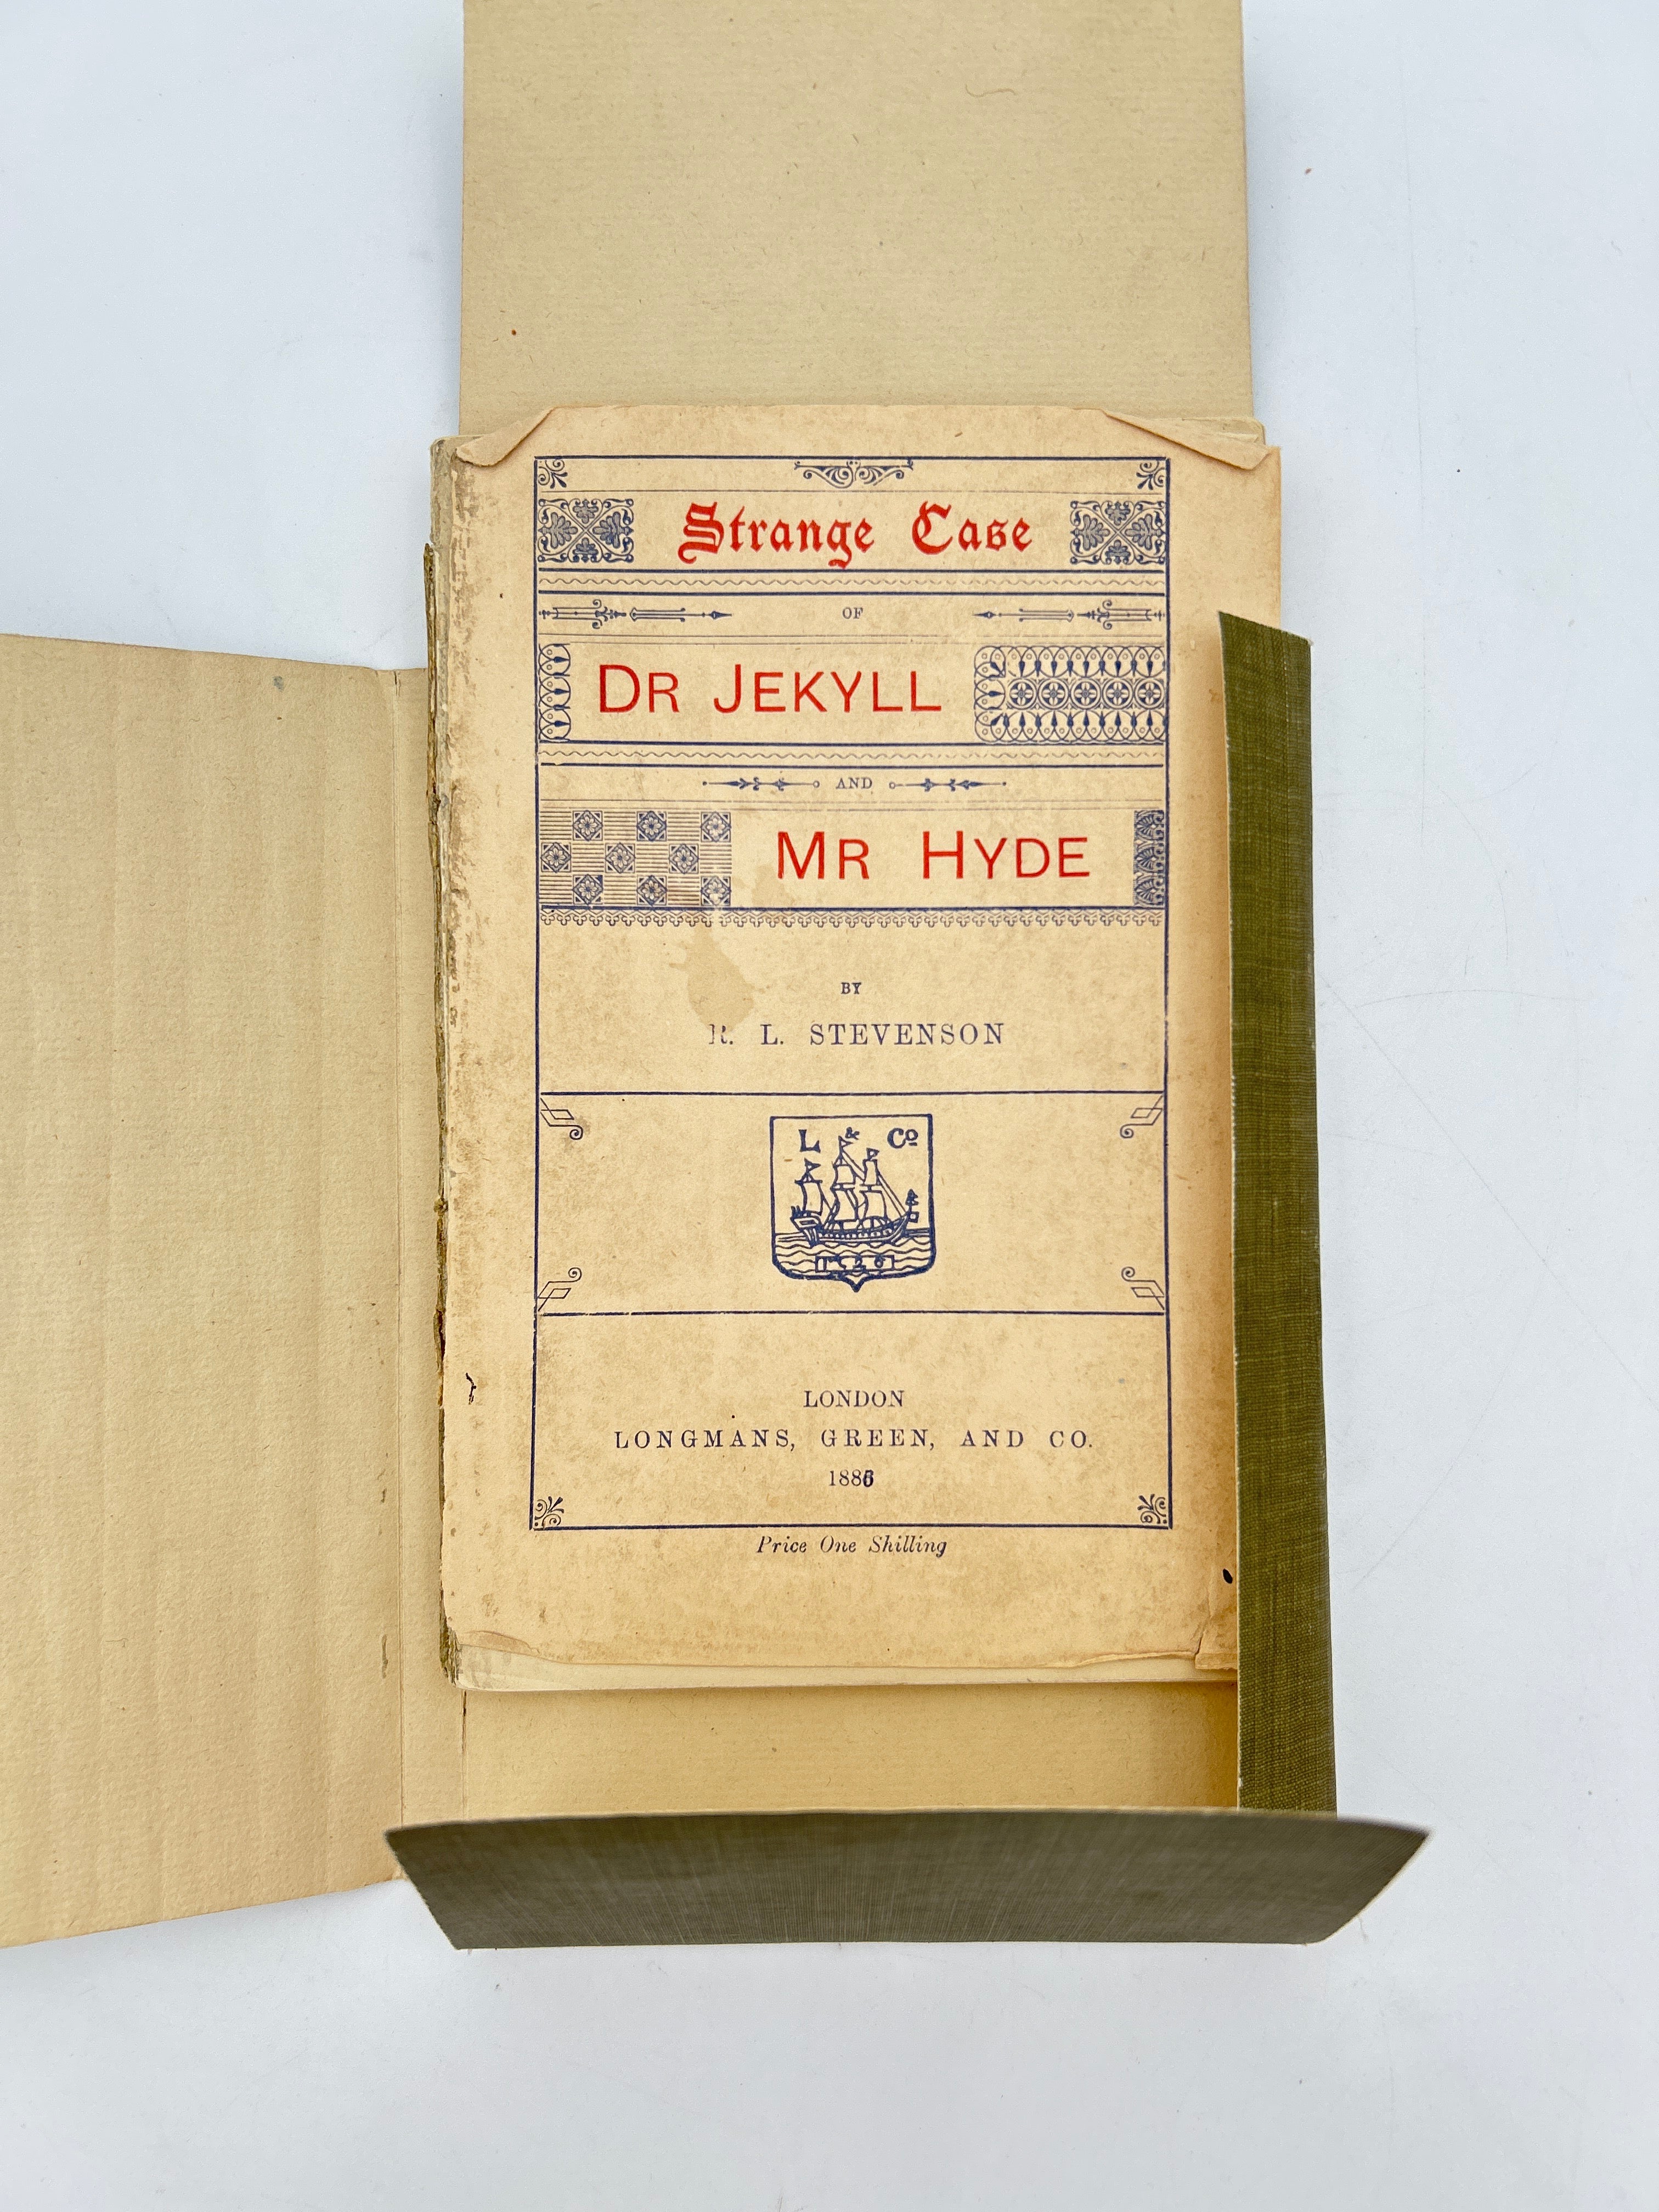 Strange Case
OF
DR JEKYLL
AND
MR HYDE
BY
R. L. STEVENSON
L & Co
LONDON
LONGMANS, GREEN, AND CO.
1886
Price One Shilling